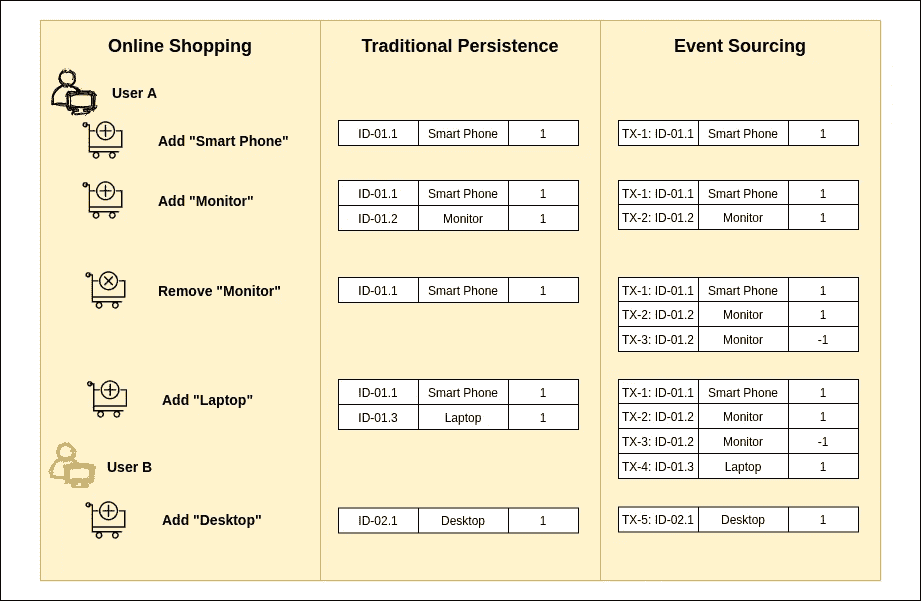 Online Shopping
Traditional Persistence
Event Sourcing
User A
Add "Smart Phone"
ID-01.1 Smart Phone 1
TX-1: ID-01.1 Smart Phone 1
Add "Monitor"
ID-01.1 Smart Phone 1
ID-01.2 Monitor 1
TX-1: ID-01.1 Smart Phone 1
TX-2: ID-01.2 Monitor 1
Remove "Monitor"
ID-01.1 Smart Phone 1
TX-1: ID-01.1 Smart Phone 1
TX-2: ID-01.2 Monitor 1
TX-3: ID-01.2 Monitor -1
Add "Laptop"
ID-01.1 Smart Phone 1
ID-01.3 Laptop 1
TX-1: ID-01.1 Smart Phone 1
TX-2: ID-01.2 Monitor 1
TX-3: ID-01.2 Monitor -1
TX-4: ID-01.3 Laptop 1
User B
Add "Desktop"
ID-02.1 Desktop 1
TX-5: ID-02.1 Desktop 1